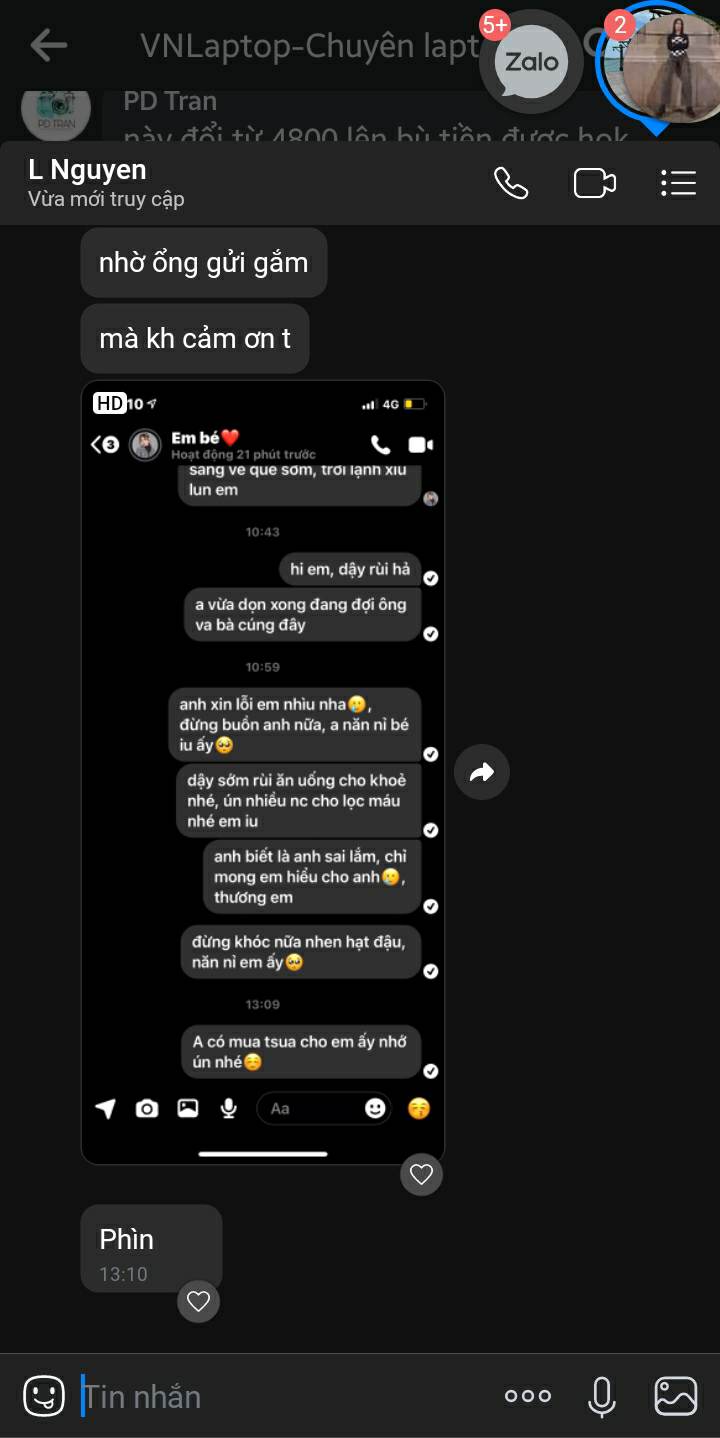 VNLaptop-Chuyên lapt
5+
Zalo
2
PD Tran
PD TRAN
này đổi từ 4800 lên bù tiền được hok
L Nguyen
Vừa mới truy cập
nhờ ổng gửi gắm
mà kh cảm ơn t
HD
10
4G
3
Em bé❤️
Hoạt động 21 phút trước
sáng về quê sớm, trời lạnh xỉu
lun em
10:43
hi em, dậy rùi hả
a vừa dọn xong đang đợi ông
va bà cúng đây
10:59
anh xin lỗi em nhìu nha🥲,
đừng buồn anh nữa, a năn nỉ bé
iu ấy🥺
dậy sớm rùi ăn uống cho khoẻ
nhé, ún nhiều nc cho lọc máu
nhé em iu
anh biết là anh sai lắm, chỉ
mong em hiểu cho anh🥲,
thương em
đừng khóc nữa nhen hạt đậu,
năn nỉ em ấy🥺
13:09
A có mua tsua cho em ấy nhớ
ún nhé☺️
Aa
Phìn
13:10
Tin nhắn